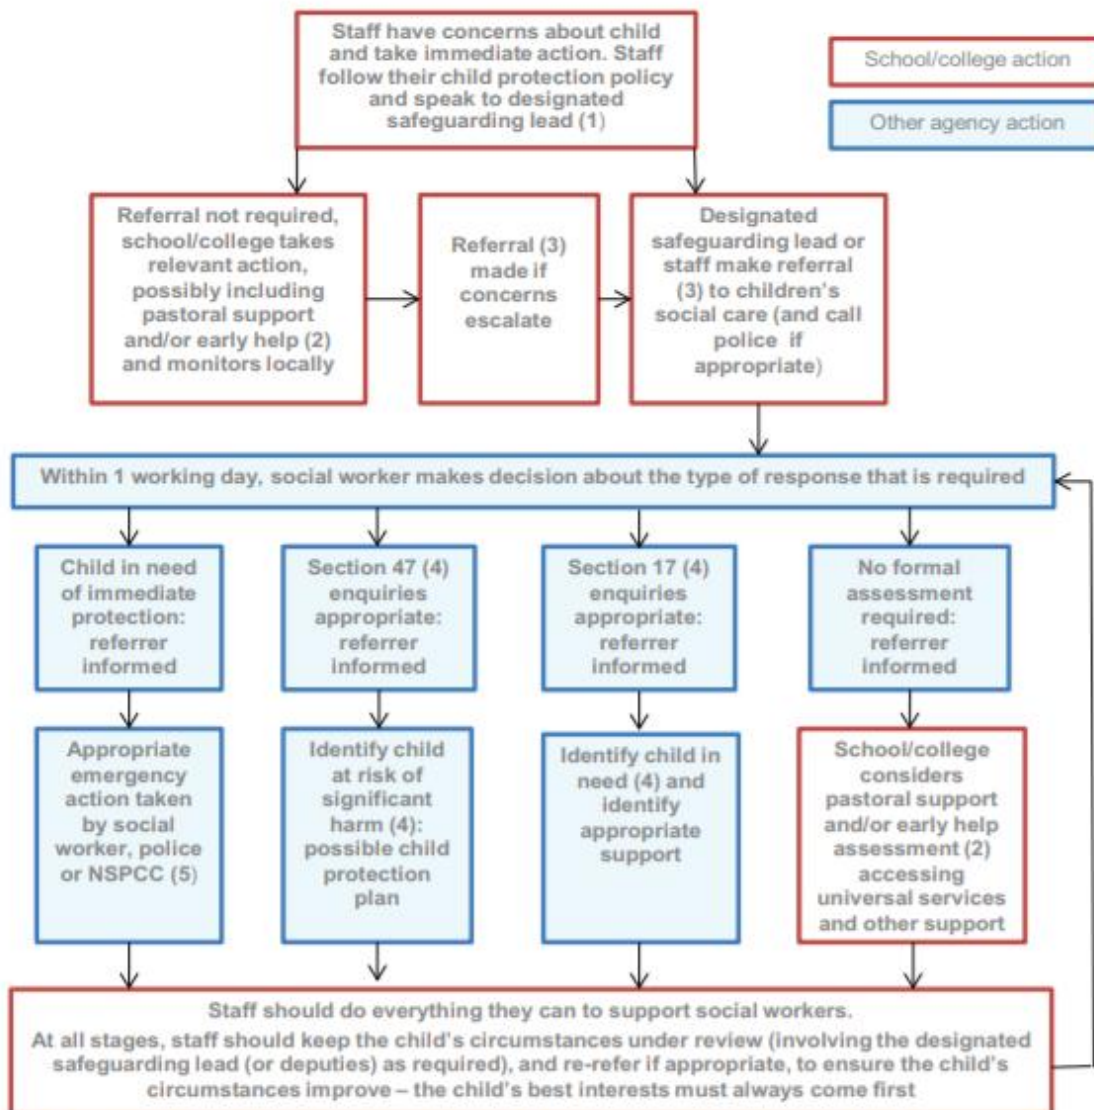 Staff have concerns about child
and take immediate action. Staff
follow their child protection policy
and speak to designated
safeguarding lead (1)
School/college action
Other agency action
Referral not required,
school/college takes
relevant action,
possibly including
pastoral support
and/or early help (2)
and monitors locally
Referral (3)
made if
concerns
escalate
Designated
safeguarding lead or
staff make referral
(3) to children's
social care (and call
police if
appropriate)
Within 1 working day, social worker makes decision about the type of response that is required
Child in need
of immediate
protection:
referrer
informed
Section 47 (4)
enquiries
appropriate:
referrer
informed
Section 17 (4)
enquiries
appropriate:
referrer
informed
No formal
assessment
required:
referrer
informed
Appropriate
emergency
action taken
by social
worker, police
or NSPCC (5)
Identify child
at risk of
significant
harm (4):
possible child
protection
plan
Identify child in
need (4) and
identify
appropriate
support
School/college
considers
pastoral support
and/or early help
assessment (2)
accessing
universal services
and other support
Staff should do everything they can to support social workers.
At all stages, staff should keep the child's circumstances under review (involving the designated
safeguarding lead (or deputies) as required), and re-refer if appropriate, to ensure the child's
circumstances improve – the child's best interests must always come first